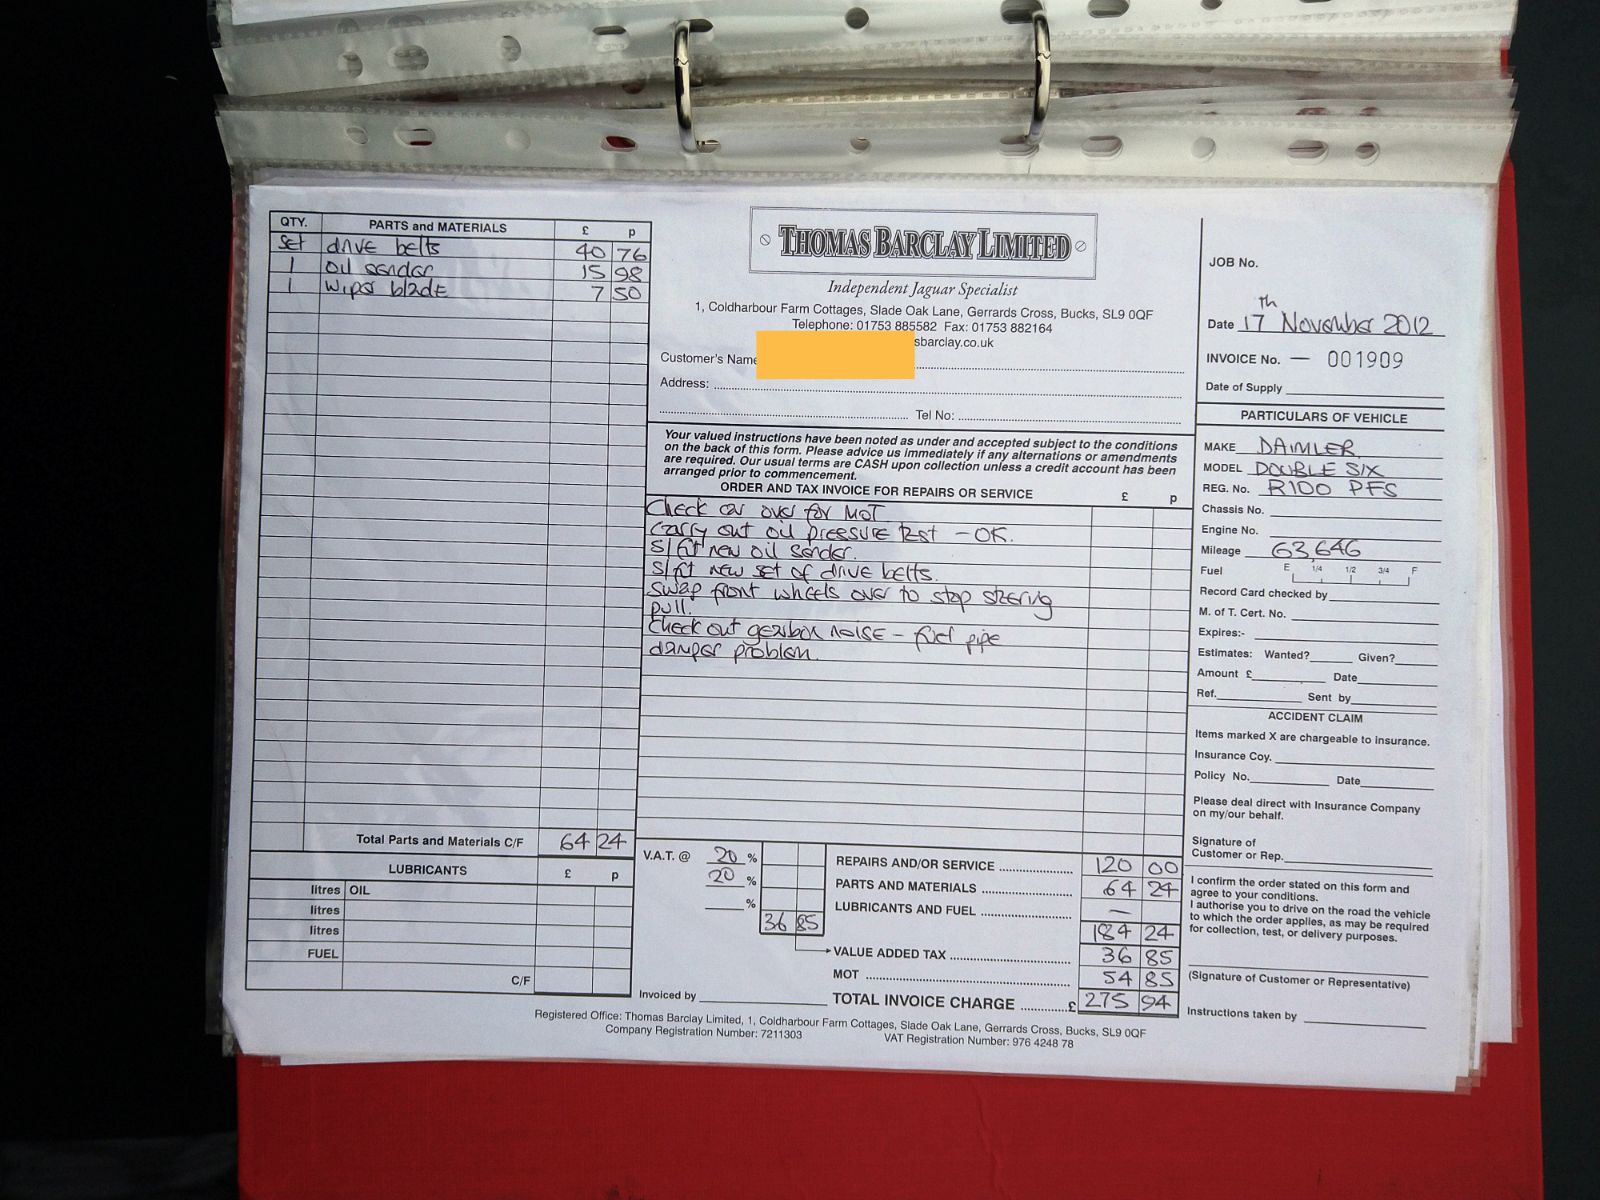 QTY. PARTS and MATERIALS £ p
Set drive belts 40 76
1 oil sender 15 98
1 wiper blade 7 50
Total Parts and Materials C/F 64 24
LUBRICANTS £ p
litres OIL
litres
litres
FUEL
C/F
THOMAS BARCLAY LIMITED
Independent Jaguar Specialist
1, Coldharbour Farm Cottages, Slade Oak Lane, Gerrards Cross, Bucks, SL9 0QF
Telephone: 01753 885582 Fax: 01753 882164
sbarclay.co.uk
Customer's Name
Address:
Tel No:
Your valued instructions have been noted as under and accepted subject to the conditions
on the back of this form. Please advice us immediately if any alterations or amendments
are required. Our usual terms are CASH upon collection unless a credit account has been
arranged prior to commencement.
ORDER AND TAX INVOICE FOR REPAIRS OR SERVICE £ p
Check car over for MOT
Carry out oil pressure test - OK.
S/fit new oil sender.
S/fit new set of drive belts.
Swap front wheels over to stop steering
pull.
Check out gearbox noise - fuel pipe
damper problem.
V.A.T. @ 20 %
20 %
%
36 85
REPAIRS AND/OR SERVICE 120 00
PARTS AND MATERIALS 64 24
LUBRICANTS AND FUEL —
184 24
VALUE ADDED TAX 36 85
MOT 54 85
TOTAL INVOICE CHARGE £ 275 94
Invoiced by
JOB No.
Date 17th November 2012
INVOICE No. — 001909
Date of Supply
PARTICULARS OF VEHICLE
MAKE DAIMLER
MODEL DOUBLE SIX
REG. No. R100 PFS
Chassis No.
Engine No.
Mileage 63,646
Fuel E 1/4 1/2 3/4 F
Record Card checked by
M. of T. Cert. No.
Expires:-
Estimates: Wanted? Given?
Amount £ Date
Ref. Sent by
ACCIDENT CLAIM
Items marked X are chargeable to insurance.
Insurance Coy.
Policy No. Date
Please deal direct with Insurance Company
on my/our behalf.
Signature of
Customer or Rep.
I confirm the order stated on this form and
agree to your conditions.
I authorise you to drive on the road the vehicle
to which the order applies, as may be required
for collection, test, or delivery purposes.
(Signature of Customer or Representative)
Instructions taken by
Registered Office: Thomas Barclay Limited, 1, Coldharbour Farm Cottages, Slade Oak Lane, Gerrards Cross, Bucks, SL9 0QF
Company Registration Number: 7211303 VAT Registration Number: 976 4248 78